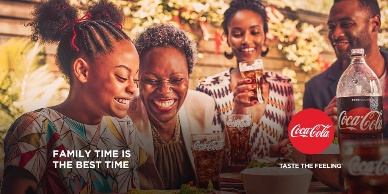 FAMILY TIME IS
THE BEST TIME
Coca-Cola
Coca-Cola
TASTE THE FEELING